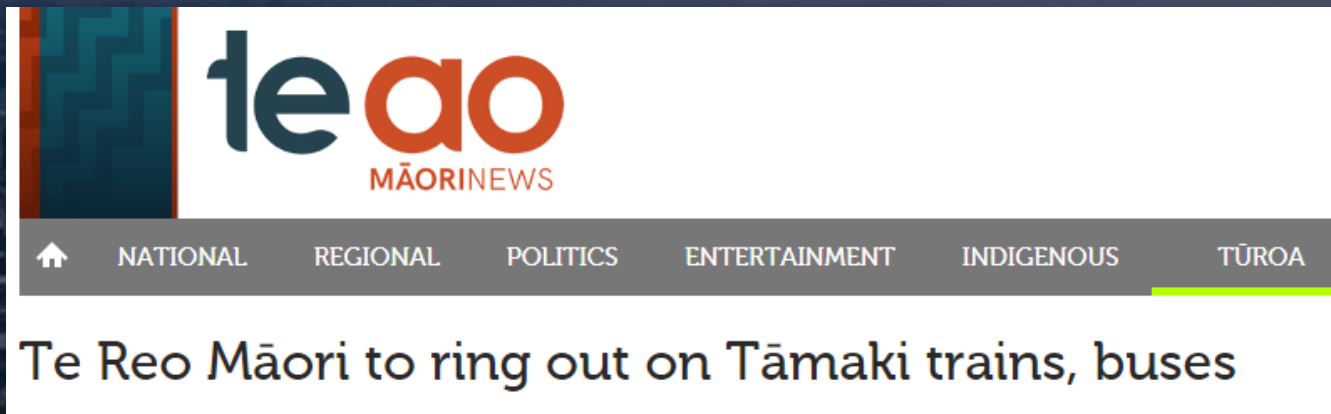 te ao
MĀORINEWS
NATIONAL REGIONAL POLITICS ENTERTAINMENT INDIGENOUS TŪROA
Te Reo Māori to ring out on Tāmaki trains, buses